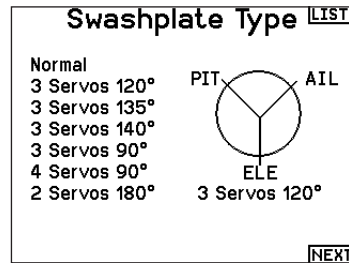 Swashplate Type LIST
Normal
3 Servos 120°
3 Servos 135°
3 Servos 140°
3 Servos 90°
4 Servos 90°
2 Servos 180°
PIT AIL
ELE
3 Servos 120°
NEXT